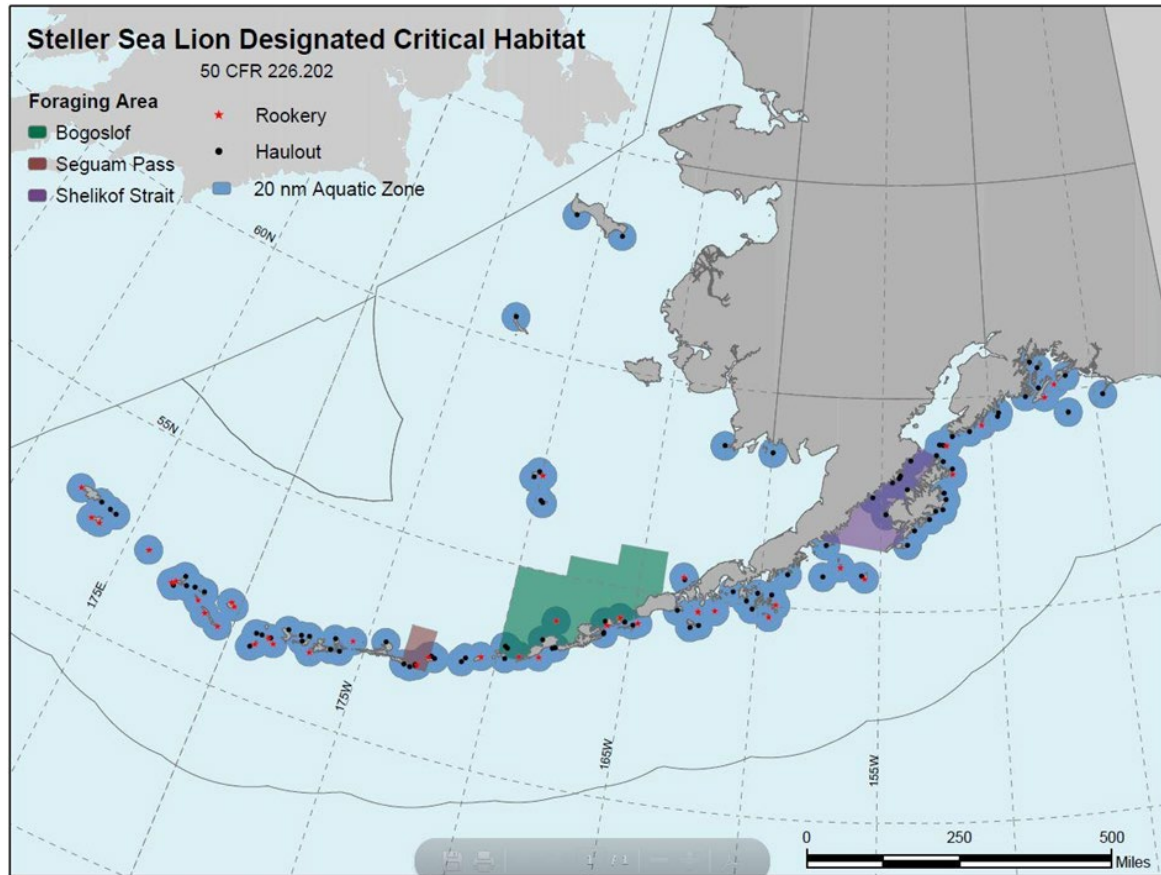 Steller Sea Lion Designated Critical Habitat
50 CFR 226.202
Foraging Area
Bogoslof
Seguam Pass
Shelikof Strait
Rookery
Haulout
20 nm Aquatic Zone
60N
55N
175E
175W
165W
155W
0 250 500
Miles